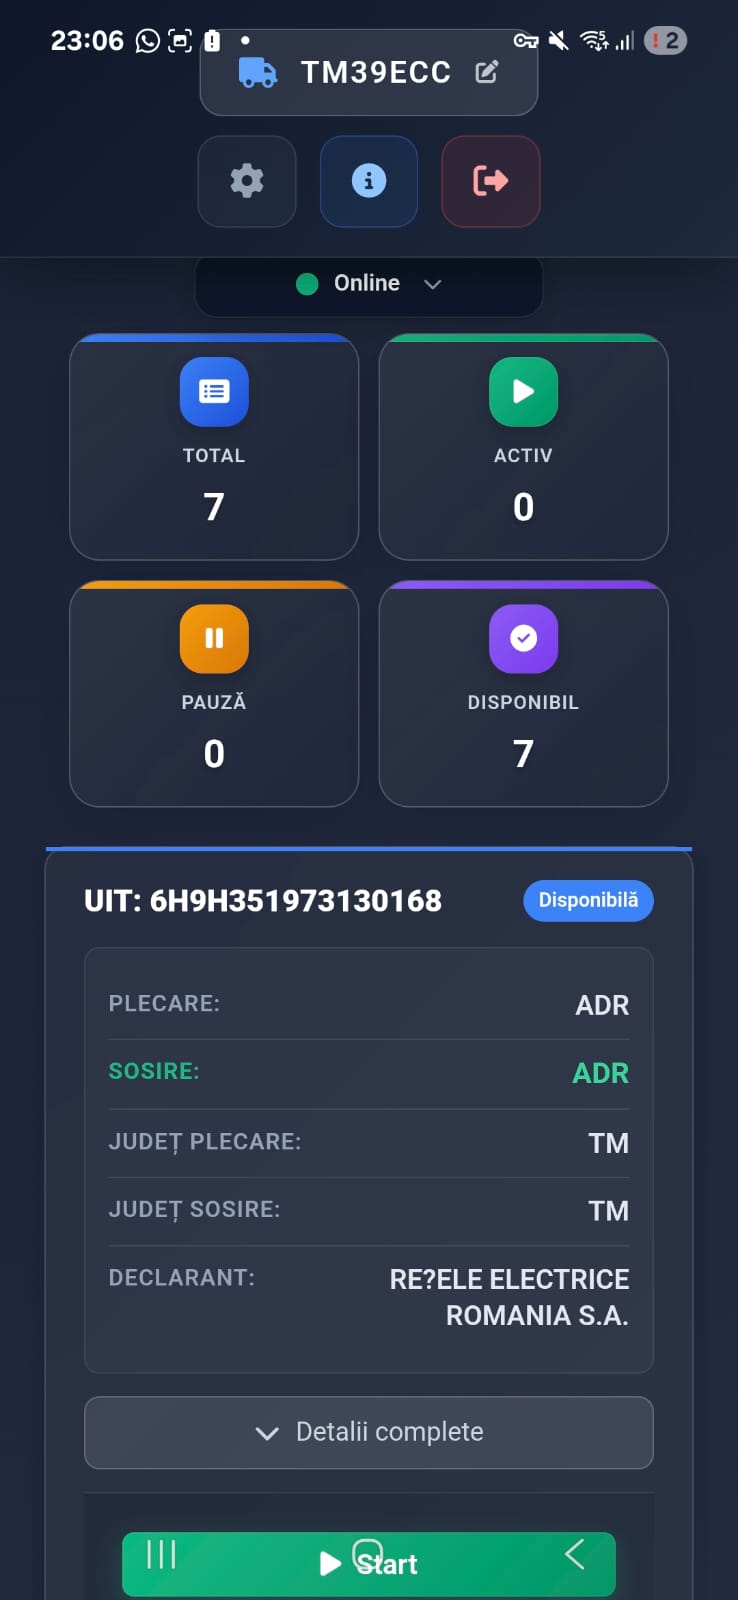 23:06
2
TM39ECC
Online
TOTAL
7
ACTIV
0
PAUZĂ
0
DISPONIBIL
7
UIT: 6H9H351973130168
Disponibilă
PLECARE: ADR
SOSIRE: ADR
JUDEȚ PLECARE: TM
JUDEȚ SOSIRE: TM
DECLARANT: RE?ELE ELECTRICE
ROMANIA S.A.
Detalii complete
Start